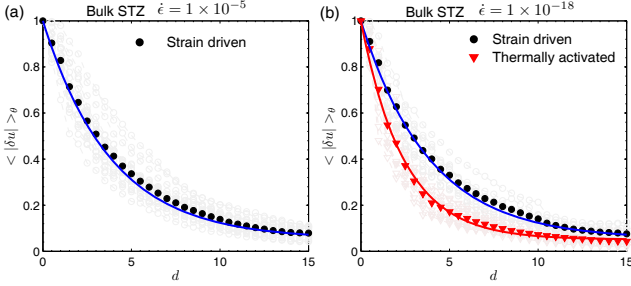 (a) Bulk STZ ϵ̇ = 1 × 10⁻⁵
Strain driven
1
0.8
0.6
0.4
0.2
0
< |δu| >θ
0 5 10 15
d
(b) Bulk STZ ϵ̇ = 1 × 10⁻¹⁸
Strain driven
Thermally activated
1
0.8
0.6
0.4
0.2
0
< |δu| >θ
0 5 10 15
d